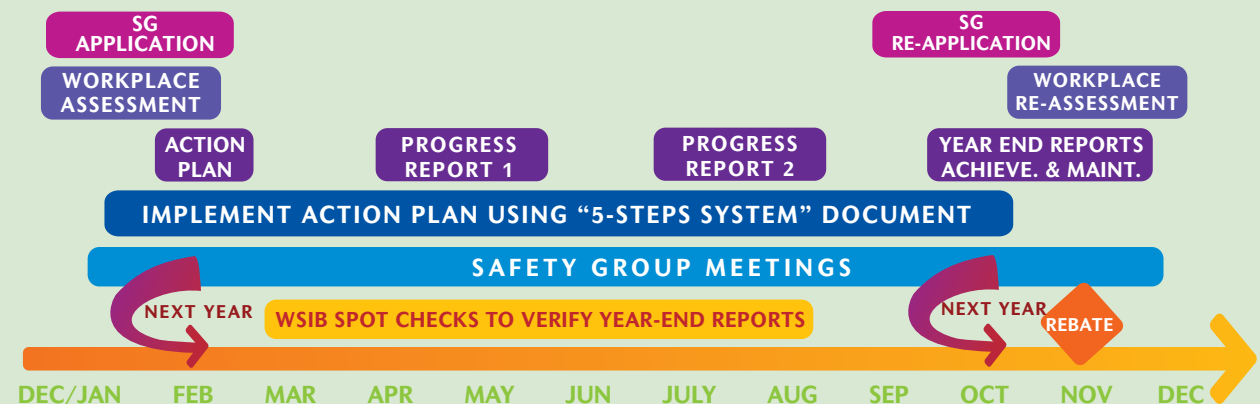 SG
APPLICATION
SG
RE-APPLICATION
WORKPLACE
ASSESSMENT
WORKPLACE
RE-ASSESSMENT
ACTION
PLAN
PROGRESS
REPORT 1
PROGRESS
REPORT 2
YEAR END REPORTS
ACHIEVE. & MAINT.
IMPLEMENT ACTION PLAN USING “5-STEPS SYSTEM” DOCUMENT
SAFETY GROUP MEETINGS
NEXT YEAR
WSIB SPOT CHECKS TO VERIFY YEAR-END REPORTS
NEXT YEAR
REBATE
DEC/JAN FEB MAR APR MAY JUN JULY AUG SEP OCT NOV DEC